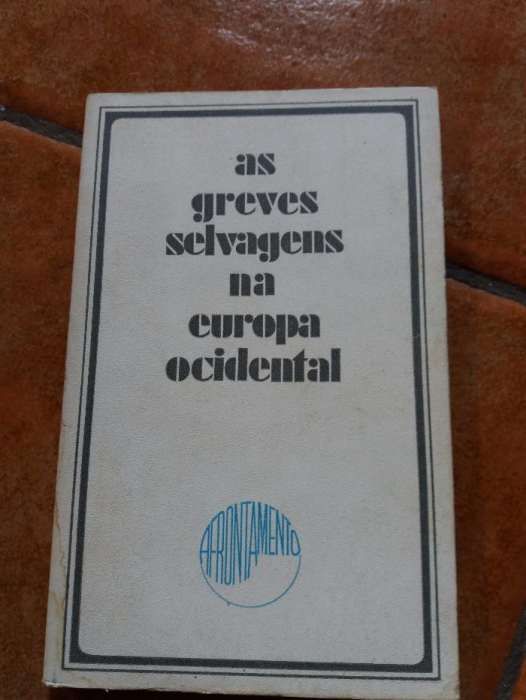 as
greves
selvagens
na
europa
ocidental
AFRONTAMENTO